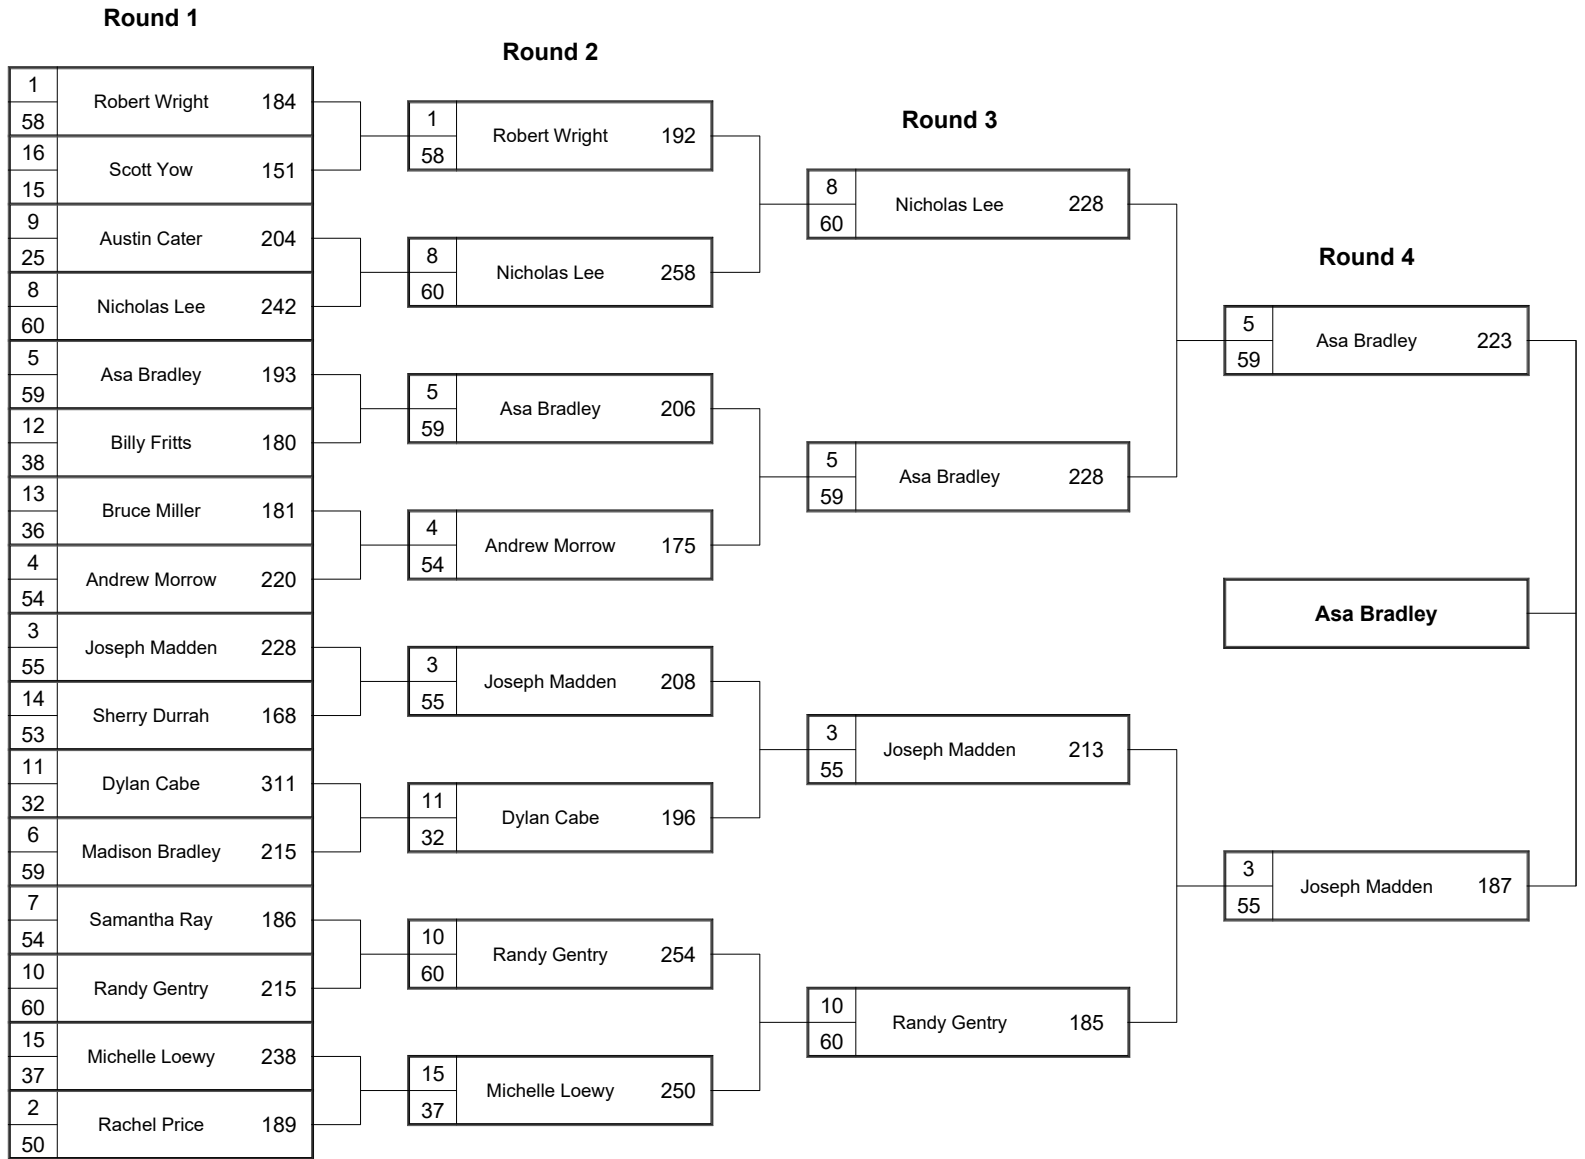 Round 1
1
58
Robert Wright 184
16
15
Scott Yow 151
9
25
Austin Cater 204
8
60
Nicholas Lee 242
5
59
Asa Bradley 193
12
38
Billy Fritts 180
13
36
Bruce Miller 181
4
54
Andrew Morrow 220
3
55
Joseph Madden 228
14
53
Sherry Durrah 168
11
32
Dylan Cabe 311
6
59
Madison Bradley 215
7
54
Samantha Ray 186
10
60
Randy Gentry 215
15
37
Michelle Loewy 238
2
50
Rachel Price 189
Round 2
1
58
Robert Wright 192
8
60
Nicholas Lee 258
5
59
Asa Bradley 206
4
54
Andrew Morrow 175
3
55
Joseph Madden 208
11
32
Dylan Cabe 196
10
60
Randy Gentry 254
15
37
Michelle Loewy 250
Round 3
8
60
Nicholas Lee 228
5
59
Asa Bradley 228
3
55
Joseph Madden 213
10
60
Randy Gentry 185
Round 4
5
59
Asa Bradley 223
3
55
Joseph Madden 187
Asa Bradley